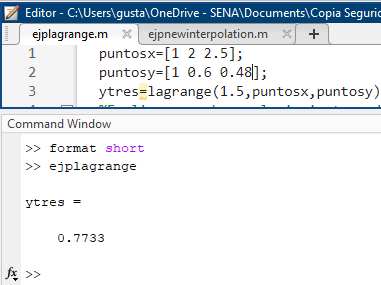 Editor - C:\Users\gusta\OneDrive - SENA\Documents\Copia Seguric
ejplagrange.m ejpnewinterpolation.m
1 puntosx=[1 2 2.5];
2 puntosy=[1 0.6 0.48];
3 ytres=lagrange(1.5,puntosx,puntosy)
Command Window
>> format short
>> ejplagrange
ytres =
0.7733
fx >>